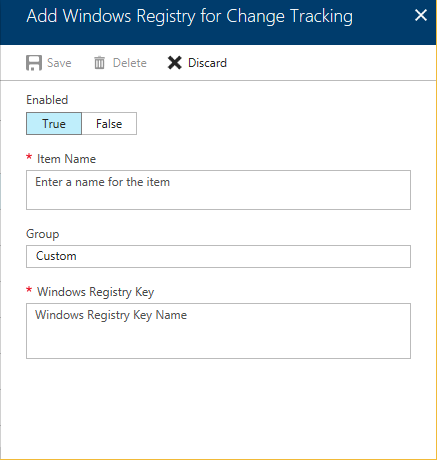 Add Windows Registry for Change Tracking
Save Delete Discard
Enabled
True False
* Item Name
Enter a name for the item
Group
Custom
* Windows Registry Key
Windows Registry Key Name